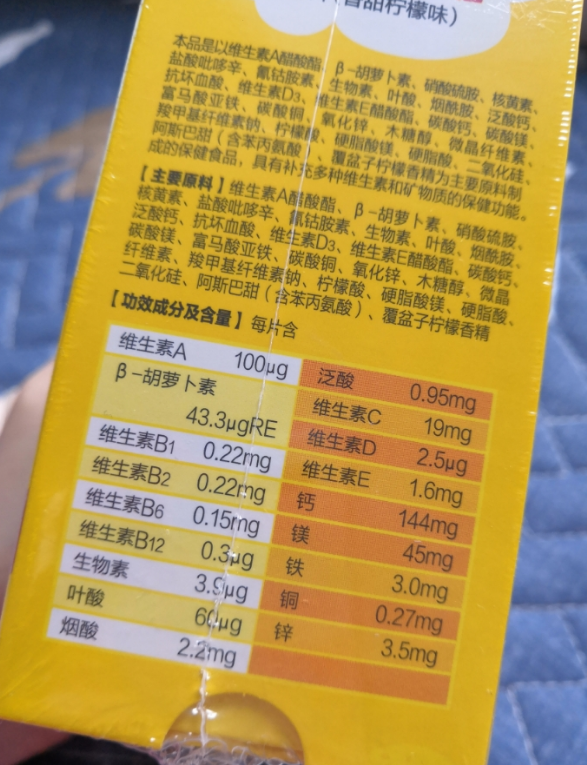 香甜柠檬味）
本品是以维生素A醋酸酯、β-胡萝卜素、硝酸硫胺、核黄素、
盐酸吡哆辛、氰钴胺素、生物素、叶酸、烟酰胺、泛酸钙、
抗坏血酸、维生素D3、维生素E醋酸酯、碳酸钙、碳酸镁、
富马酸亚铁、碳酸铜、氧化锌、木糖醇、微晶纤维素、
羧甲基纤维素钠、柠檬酸、硬脂酸镁、硬脂酸、二氧化硅、
阿斯巴甜（含苯丙氨酸）、覆盆子柠檬香精为主要原料制
成的保健食品，具有补充多种维生素和矿物质的保健功能。
【主要原料】维生素A醋酸酯、β-胡萝卜素、硝酸硫胺、
核黄素、盐酸吡哆辛、氰钴胺素、生物素、叶酸、烟酰胺、
泛酸钙、抗坏血酸、维生素D3、维生素E醋酸酯、碳酸钙、
碳酸镁、富马酸亚铁、碳酸铜、氧化锌、木糖醇、微晶
纤维素、羧甲基纤维素钠、柠檬酸、硬脂酸镁、硬脂酸、
二氧化硅、阿斯巴甜（含苯丙氨酸）、覆盆子柠檬香精
【功效成分及含量】每片含
维生素A 100μg
β-胡萝卜素
43.3μgRE
维生素B1 0.22mg
维生素B2 0.22mg
维生素B6 0.15mg
维生素B12 0.3μg
生物素 3.9μg
叶酸 60μg
烟酸 2.2mg
泛酸 0.95mg
维生素C 19mg
维生素D 2.5μg
维生素E 1.6mg
钙 144mg
镁 45mg
铁 3.0mg
铜 0.27mg
锌 3.5mg